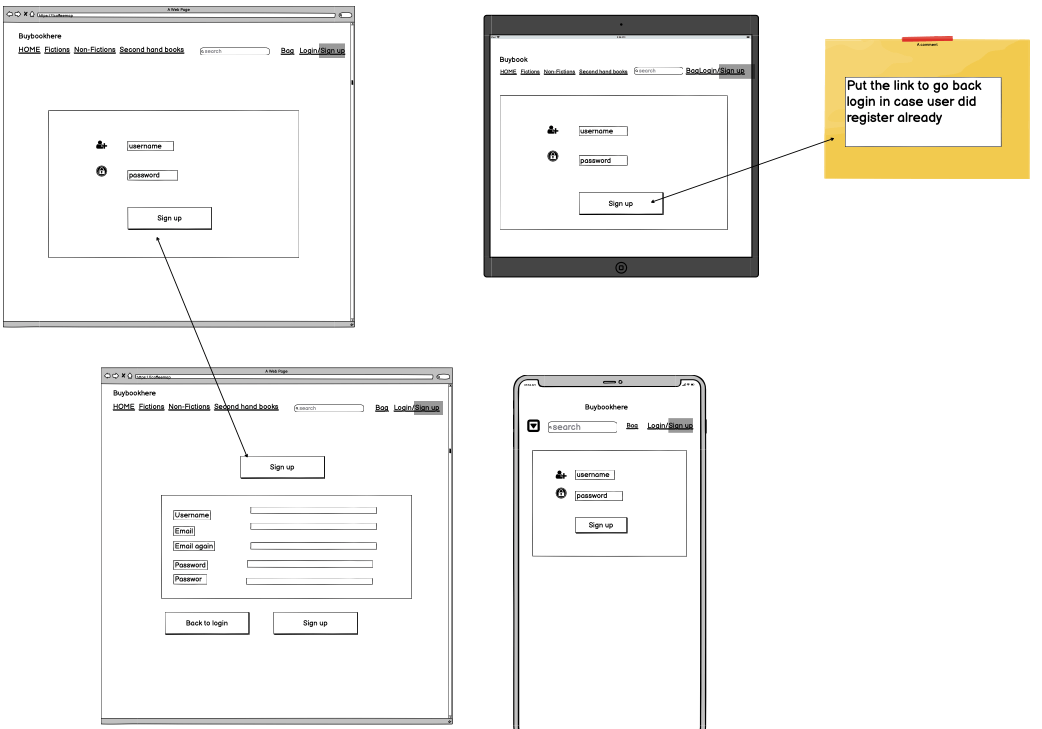 A Web Page
https://coffeemap
Buybookhere
HOME Fictions Non-Fictions Second hand books search Bag Login/Sign up
username
password
Sign up
Buybook
HOME Fictions Non-Fictions Second hand books search BagLogin/Sign up
username
password
Sign up
A comment
Put the link to go back
login in case user did
register already
A Web Page
https://coffeemap
Buybookhere
HOME Fictions Non-Fictions Second hand books search Bag Login/Sign up
Sign up
Username
Email
Email again
Password
Passwor
Back to login Sign up
Buybookhere
search Bag Login/Sign up
username
password
Sign up